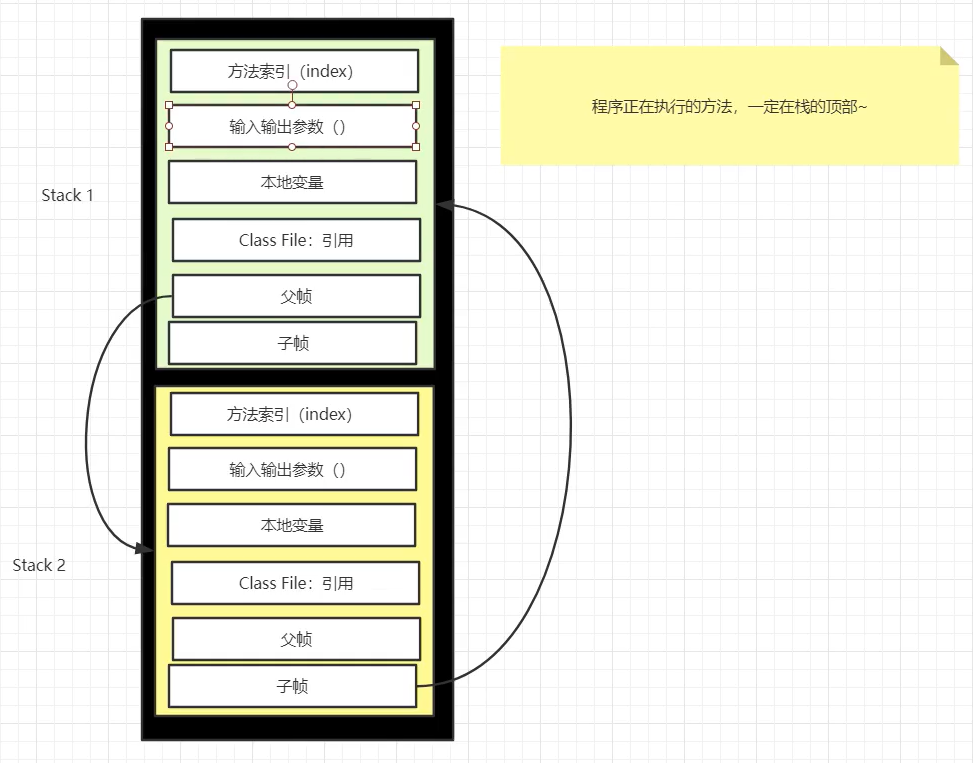 方法索引（index）
输入输出参数（）
本地变量
Class File：引用
父帧
子帧
Stack 1
程序正在执行的方法，一定在栈的顶部~
方法索引（index）
输入输出参数（）
本地变量
Class File：引用
父帧
子帧
Stack 2